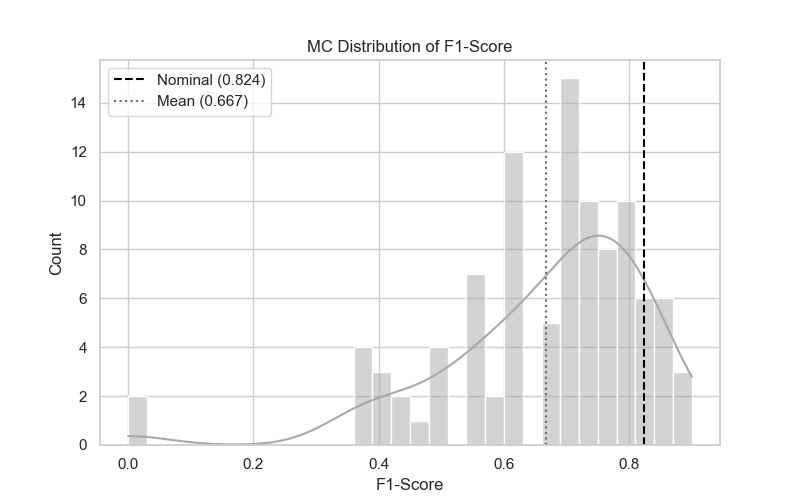 MC Distribution of F1-Score
Nominal (0.824)
Mean (0.667)
14
12
10
8
6
4
2
0
Count
0.0
0.2
0.4
0.6
0.8
F1-Score